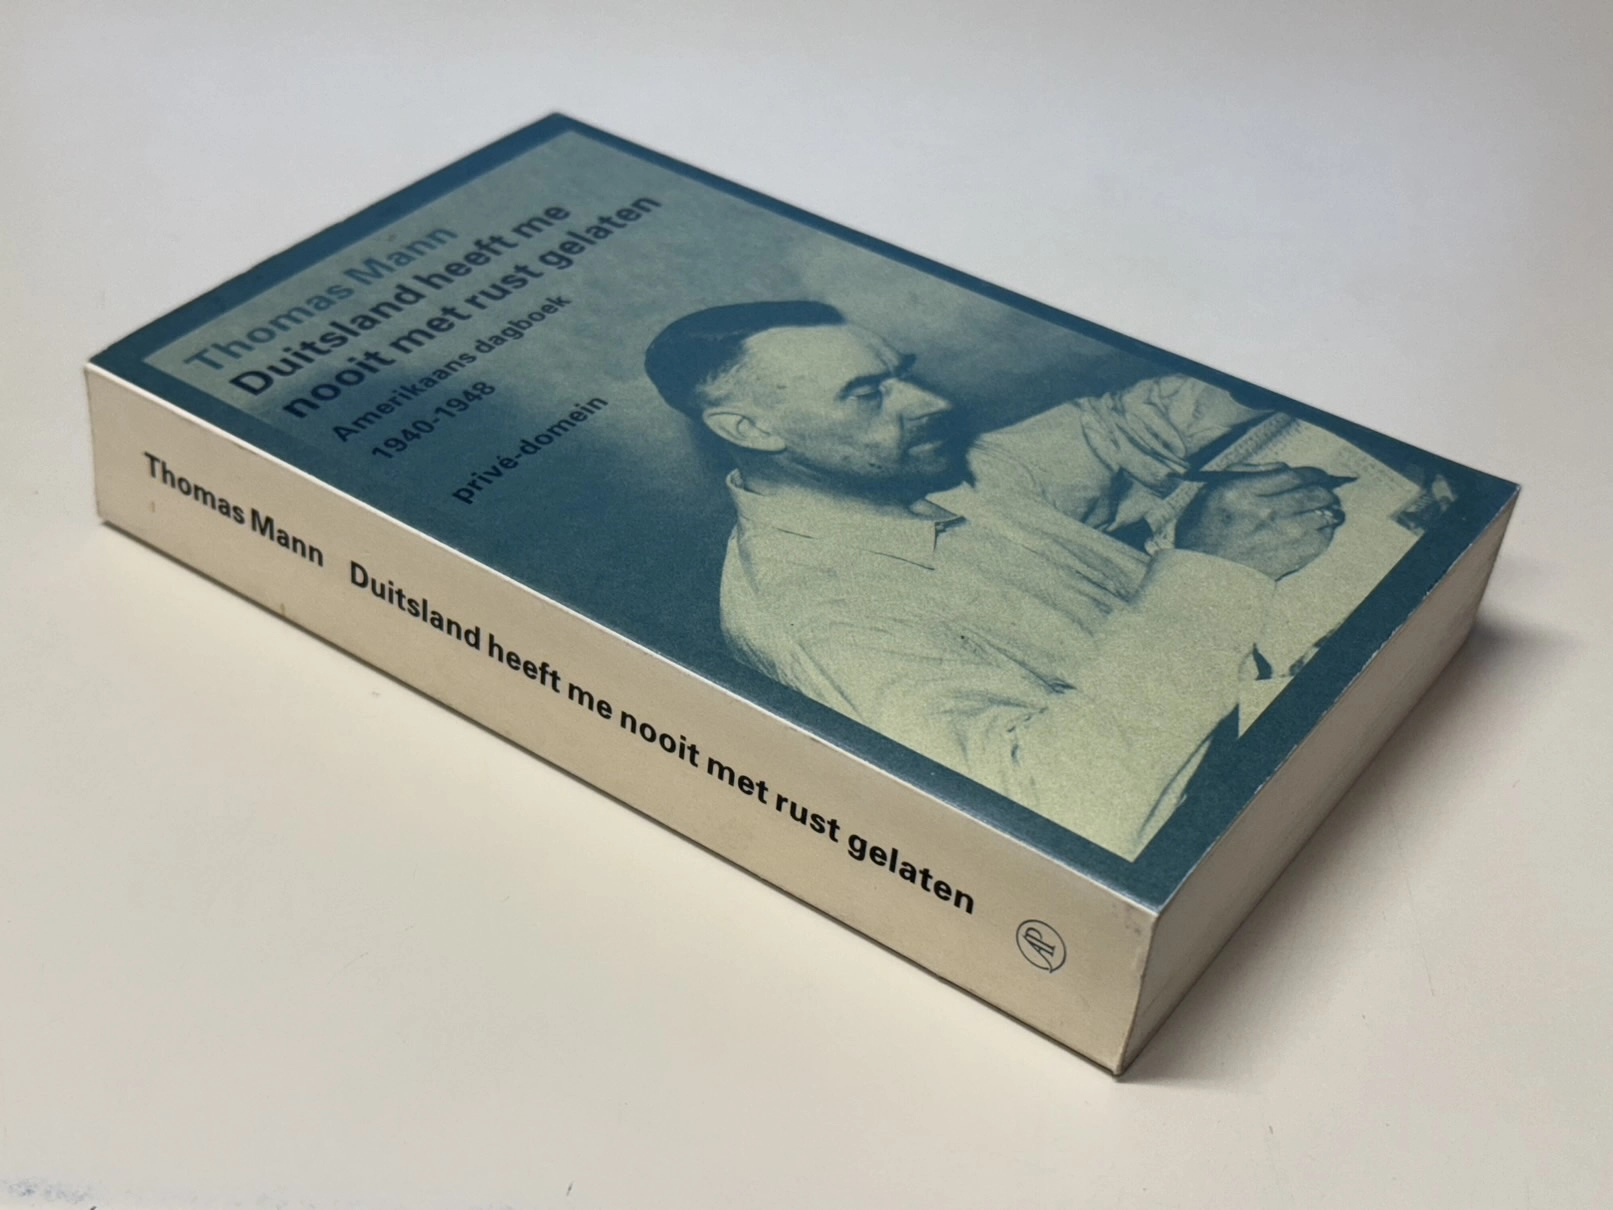 Thomas Mann
Duitsland heeft me
nooit met rust gelaten
Amerikaans dagboek
1940-1948
privé-domein
Thomas Mann Duitsland heeft me nooit met rust gelaten
AP